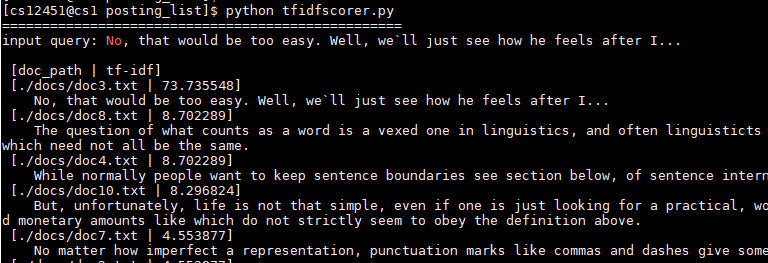 [cs12451@cs1 posting_list]$ python tfidfscorer.py
==================================================
input query: No, that would be too easy. Well, we`ll just see how he feels after I...
[doc_path | tf-idf]
[./docs/doc3.txt | 73.735548]
No, that would be too easy. Well, we`ll just see how he feels after I...
[./docs/doc8.txt | 8.702289]
The question of what counts as a word is a vexed one in linguistics, and often linguisticts
which need not all be the same.
[./docs/doc4.txt | 8.702289]
While normally people want to keep sentence boundaries see section below, of sentence intern
[./docs/doc10.txt | 8.296824]
But, unfortunately, life is not that simple, even if one is just looking for a practical, wo
d monetary amounts like which do not strictly seem to obey the definition above.
[./docs/doc7.txt | 4.553877]
No matter how imperfect a representation, punctuation marks like commas and dashes give some